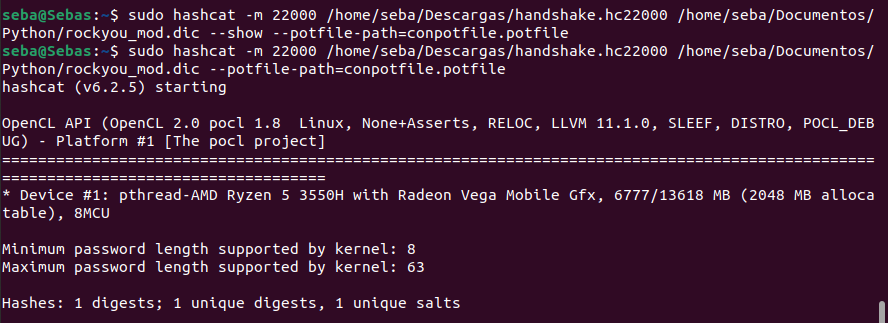 seba@Sebas:~$ sudo hashcat -m 22000 /home/seba/Descargas/handshake.hc22000 /home/seba/Documentos/
Python/rockyou_mod.dic --show --potfile-path=conpotfile.potfile
seba@Sebas:~$ sudo hashcat -m 22000 /home/seba/Descargas/handshake.hc22000 /home/seba/Documentos/
Python/rockyou_mod.dic --potfile-path=conpotfile.potfile
hashcat (v6.2.5) starting
OpenCL API (OpenCL 2.0 pocl 1.8  Linux, None+Asserts, RELOC, LLVM 11.1.0, SLEEF, DISTRO, POCL_DEB
UG) - Platform #1 [The pocl project]
=================================================================================================
====================================
* Device #1: pthread-AMD Ryzen 5 3550H with Radeon Vega Mobile Gfx, 6777/13618 MB (2048 MB alloca
table), 8MCU
Minimum password length supported by kernel: 8
Maximum password length supported by kernel: 63
Hashes: 1 digests; 1 unique digests, 1 unique salts